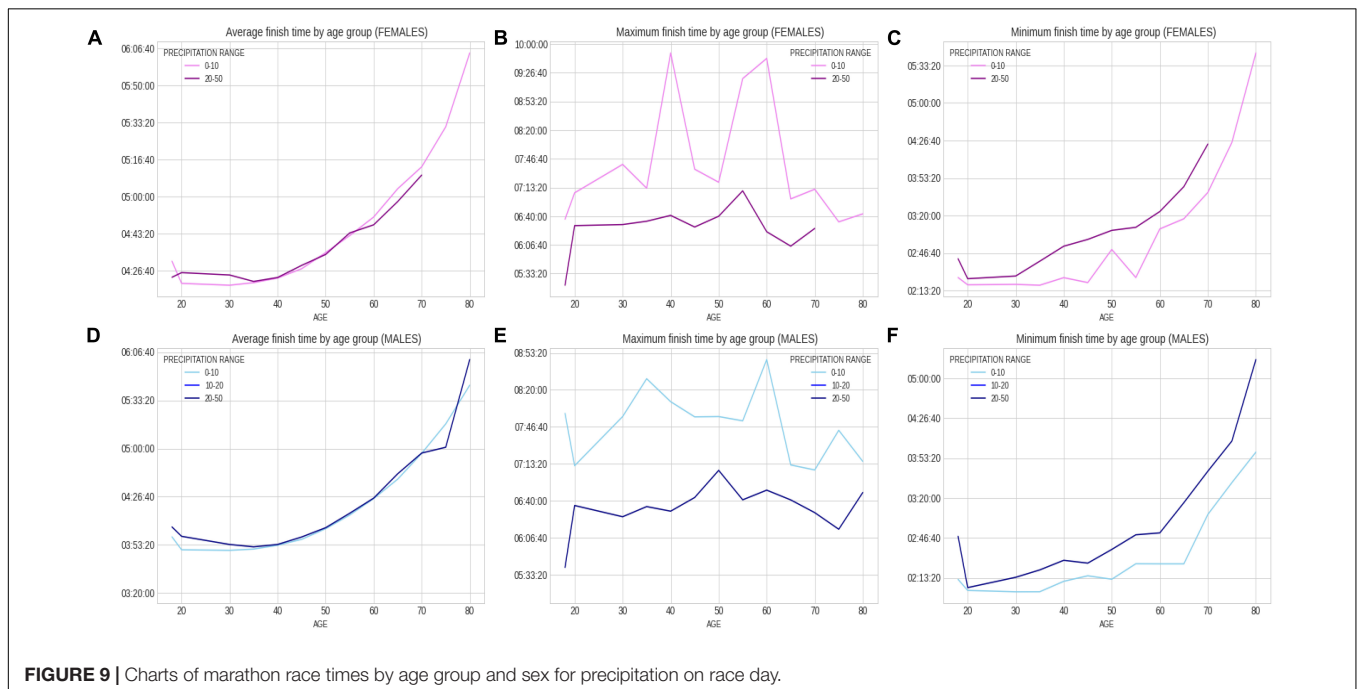 A
Average finish time by age group (FEMALES)
06:06:40
05:50:00
05:33:20
05:16:40
05:00:00
04:43:20
04:26:40
PRECIPITATION RANGE
0-10
20-50
20 30 40 50 60 70 80
AGE
B
Maximum finish time by age group (FEMALES)
10:00:00
09:26:40
08:53:20
08:20:00
07:46:40
07:13:20
06:40:00
06:06:40
05:33:20
PRECIPITATION RANGE
0-10
20-50
20 30 40 50 60 70 80
AGE
C
Minimum finish time by age group (FEMALES)
05:33:20
05:00:00
04:26:40
03:53:20
03:20:00
02:46:40
02:13:20
PRECIPITATION RANGE
0-10
20-50
20 30 40 50 60 70 80
AGE
D
Average finish time by age group (MALES)
06:06:40
05:33:20
05:00:00
04:26:40
03:53:20
03:20:00
PRECIPITATION RANGE
0-10
10-20
20-50
20 30 40 50 60 70 80
AGE
E
Maximum finish time by age group (MALES)
08:53:20
08:20:00
07:46:40
07:13:20
06:40:00
06:06:40
05:33:20
PRECIPITATION RANGE
0-10
10-20
20-50
20 30 40 50 60 70 80
AGE
F
Minimum finish time by age group (MALES)
05:00:00
04:26:40
03:53:20
03:20:00
02:46:40
02:13:20
PRECIPITATION RANGE
0-10
10-20
20-50
20 30 40 50 60 70 80
AGE
FIGURE 9 | Charts of marathon race times by age group and sex for precipitation on race day.